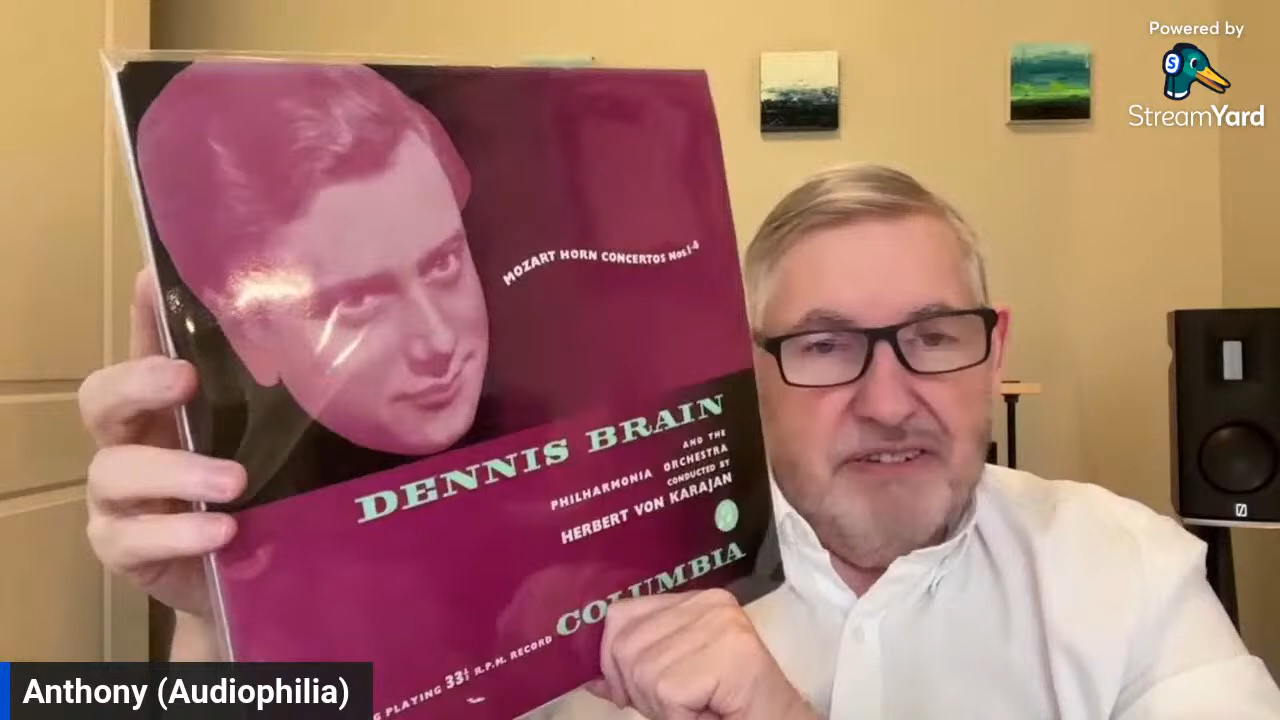 Powered by
StreamYard
MOZART HORN CONCERTOS Nos 1-4
DENNIS BRAIN
AND THE
PHILHARMONIA ORCHESTRA
CONDUCTED BY
HERBERT VON KARAJAN
COLUMBIA
PLAYING 33⅓ R.P.M. RECORD
Anthony (Audiophilia)